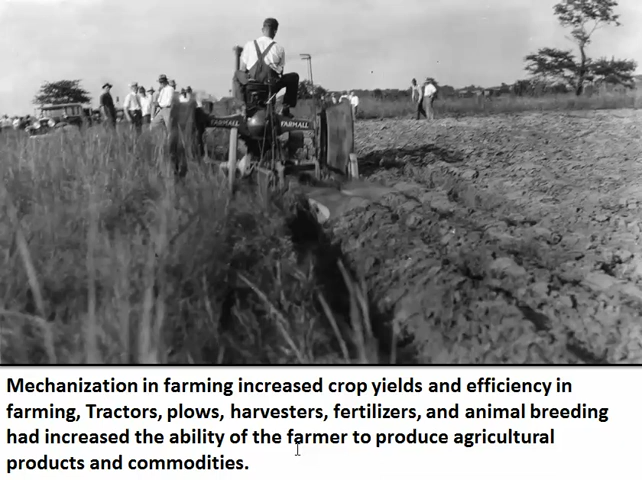 FARMALL FARMALL
Mechanization in farming increased crop yields and efficiency in
farming, Tractors, plows, harvesters, fertilizers, and animal breeding
had increased the ability of the farmer to produce agricultural
products and commodities.